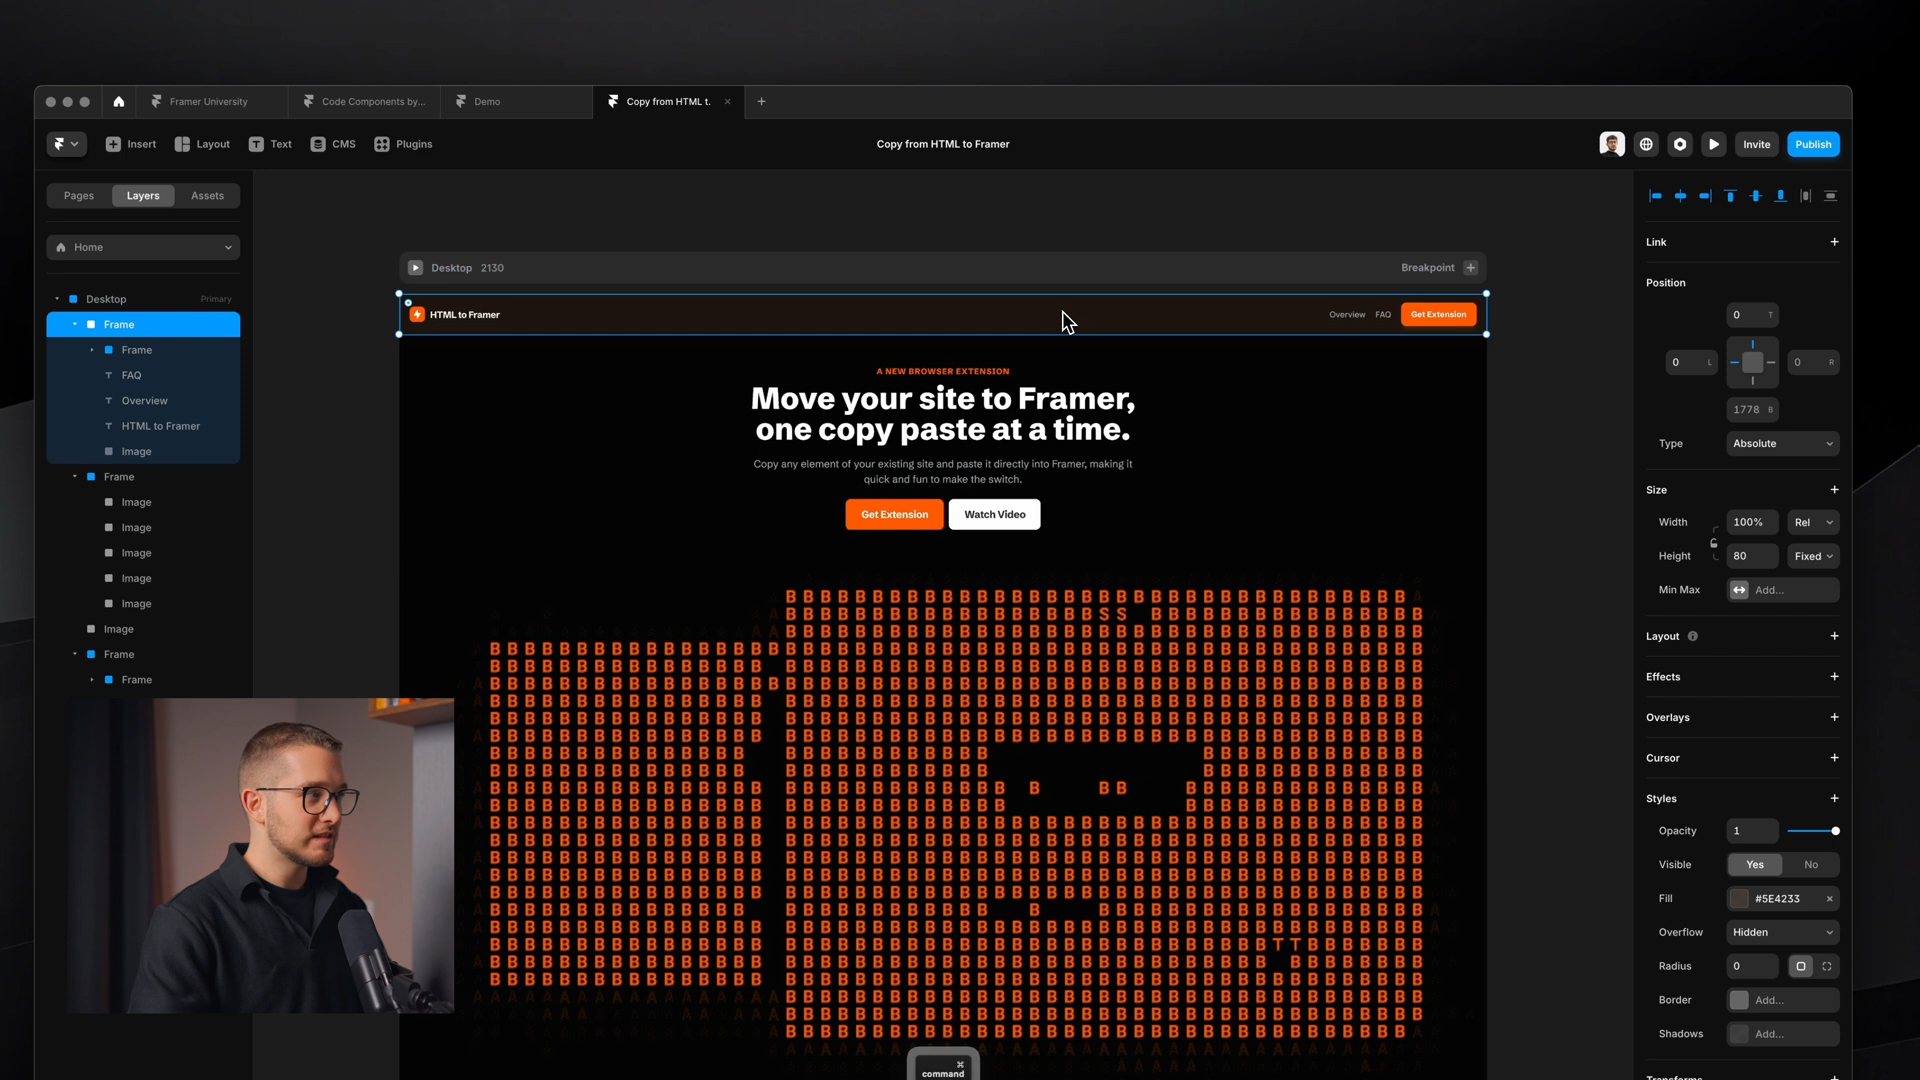 Framer University
Code Components by...
Demo
Copy from HTML t.
Insert
Layout
Text
CMS
Plugins
Copy from HTML to Framer
Invite
Publish
Pages
Layers
Assets
Home
Desktop
Primary
Frame
Frame
FAQ
Overview
HTML to Framer
Image
Frame
Image
Image
Image
Image
Image
Image
Frame
Frame
Desktop 2130
Breakpoint
HTML to Framer
Overview
FAQ
Get Extension
A NEW BROWSER EXTENSION
Move your site to Framer,
one copy paste at a time.
Copy any element of your existing site and paste it directly into Framer, making it
quick and fun to make the switch.
Get Extension
Watch Video
⌘
command
Link
Position
0 T
0 L
0 R
1778 B
Type Absolute
Size
Width 100% Rel
Height 80 Fixed
Min Max Add...
Layout
Effects
Overlays
Cursor
Styles
Opacity 1
Visible Yes No
Fill #5E4233
Overflow Hidden
Radius 0
Border Add...
Shadows Add...